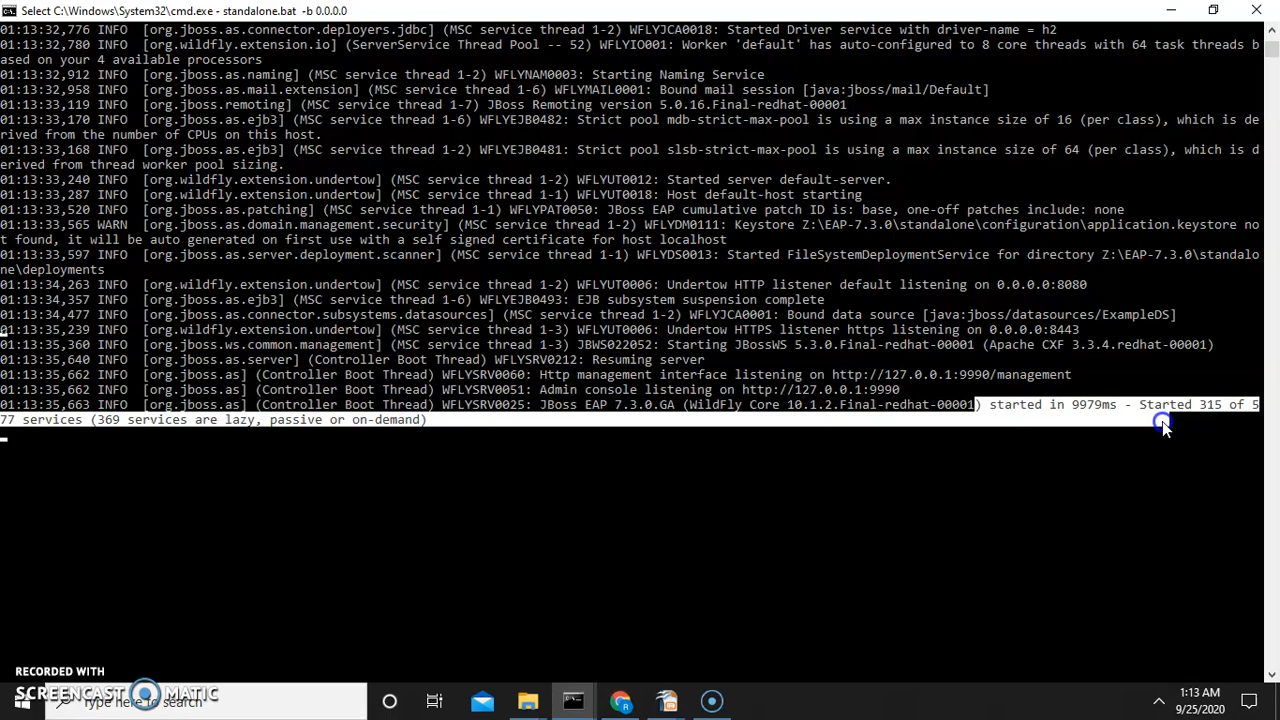 Select C:\Windows\System32\cmd.exe - standalone.bat  -b 0.0.0.0
01:13:32,776 INFO  [org.jboss.as.connector.deployers.jdbc] (MSC service thread 1-2) WFLYJCA0018: Started Driver service with driver-name = h2
01:13:32,780 INFO  [org.wildfly.extension.io] (ServerService Thread Pool -- 52) WFLYIO001: Worker 'default' has auto-configured to 8 core threads with 64 task threads b
ased on your 4 available processors
01:13:32,912 INFO  [org.jboss.as.naming] (MSC service thread 1-2) WFLYNAM0003: Starting Naming Service
01:13:32,958 INFO  [org.jboss.as.mail.extension] (MSC service thread 1-6) WFLYMAIL0001: Bound mail session [java:jboss/mail/Default]
01:13:33,119 INFO  [org.jboss.remoting] (MSC service thread 1-7) JBoss Remoting version 5.0.16.Final-redhat-00001
01:13:33,170 INFO  [org.jboss.as.ejb3] (MSC service thread 1-6) WFLYEJB0482: Strict pool mdb-strict-max-pool is using a max instance size of 16 (per class), which is de
rived from the number of CPUs on this host.
01:13:33,168 INFO  [org.jboss.as.ejb3] (MSC service thread 1-2) WFLYEJB0481: Strict pool slsb-strict-max-pool is using a max instance size of 64 (per class), which is d
erived from thread worker pool sizing.
01:13:33,240 INFO  [org.wildfly.extension.undertow] (MSC service thread 1-2) WFLYUT0012: Started server default-server.
01:13:33,287 INFO  [org.wildfly.extension.undertow] (MSC service thread 1-1) WFLYUT0018: Host default-host starting
01:13:33,520 INFO  [org.jboss.as.patching] (MSC service thread 1-1) WFLYPAT0050: JBoss EAP cumulative patch ID is: base, one-off patches include: none
01:13:33,565 WARN  [org.jboss.as.domain.management.security] (MSC service thread 1-2) WFLYDM0111: Keystore Z:\EAP-7.3.0\standalone\configuration\application.keystore no
t found, it will be auto generated on first use with a self signed certificate for host localhost
01:13:33,597 INFO  [org.jboss.as.server.deployment.scanner] (MSC service thread 1-1) WFLYDS0013: Started FileSystemDeploymentService for directory Z:\EAP-7.3.0\standalo
ne\deployments
01:13:34,263 INFO  [org.wildfly.extension.undertow] (MSC service thread 1-2) WFLYUT0006: Undertow HTTP listener default listening on 0.0.0.0:8080
01:13:34,357 INFO  [org.jboss.as.ejb3] (MSC service thread 1-6) WFLYEJB0493: EJB subsystem suspension complete
01:13:34,477 INFO  [org.jboss.as.connector.subsystems.datasources] (MSC service thread 1-2) WFLYJCA0001: Bound data source [java:jboss/datasources/ExampleDS]
01:13:35,239 INFO  [org.wildfly.extension.undertow] (MSC service thread 1-3) WFLYUT0006: Undertow HTTPS listener https listening on 0.0.0.0:8443
01:13:35,360 INFO  [org.jboss.ws.common.management] (MSC service thread 1-3) JBWS022052: Starting JBossWS 5.3.0.Final-redhat-00001 (Apache CXF 3.3.4.redhat-00001)
01:13:35,640 INFO  [org.jboss.as.server] (Controller Boot Thread) WFLYSRV0212: Resuming server
01:13:35,662 INFO  [org.jboss.as] (Controller Boot Thread) WFLYSRV0060: Http management interface listening on http://127.0.0.1:9990/management
01:13:35,662 INFO  [org.jboss.as] (Controller Boot Thread) WFLYSRV0051: Admin console listening on http://127.0.0.1:9990
01:13:35,663 INFO  [org.jboss.as] (Controller Boot Thread) WFLYSRV0025: JBoss EAP 7.3.0.GA (WildFly Core 10.1.2.Final-redhat-00001) started in 9979ms - Started 315 of 5
77 services (369 services are lazy, passive or on-demand)
RECORDED WITH
SCREENCAST MATIC
Type here to search
1:13 AM
9/25/2020